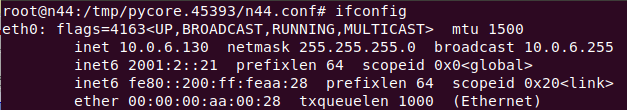 root@n44:/tmp/pycore.45393/n44.conf# ifconfig
eth0: flags=4163<UP,BROADCAST,RUNNING,MULTICAST>  mtu 1500
        inet 10.0.6.130  netmask 255.255.255.0  broadcast 10.0.6.255
        inet6 2001:2::21  prefixlen 64  scopeid 0x0<global>
        inet6 fe80::200:ff:feaa:28  prefixlen 64  scopeid 0x20<link>
        ether 00:00:00:aa:00:28  txqueuelen 1000  (Ethernet)